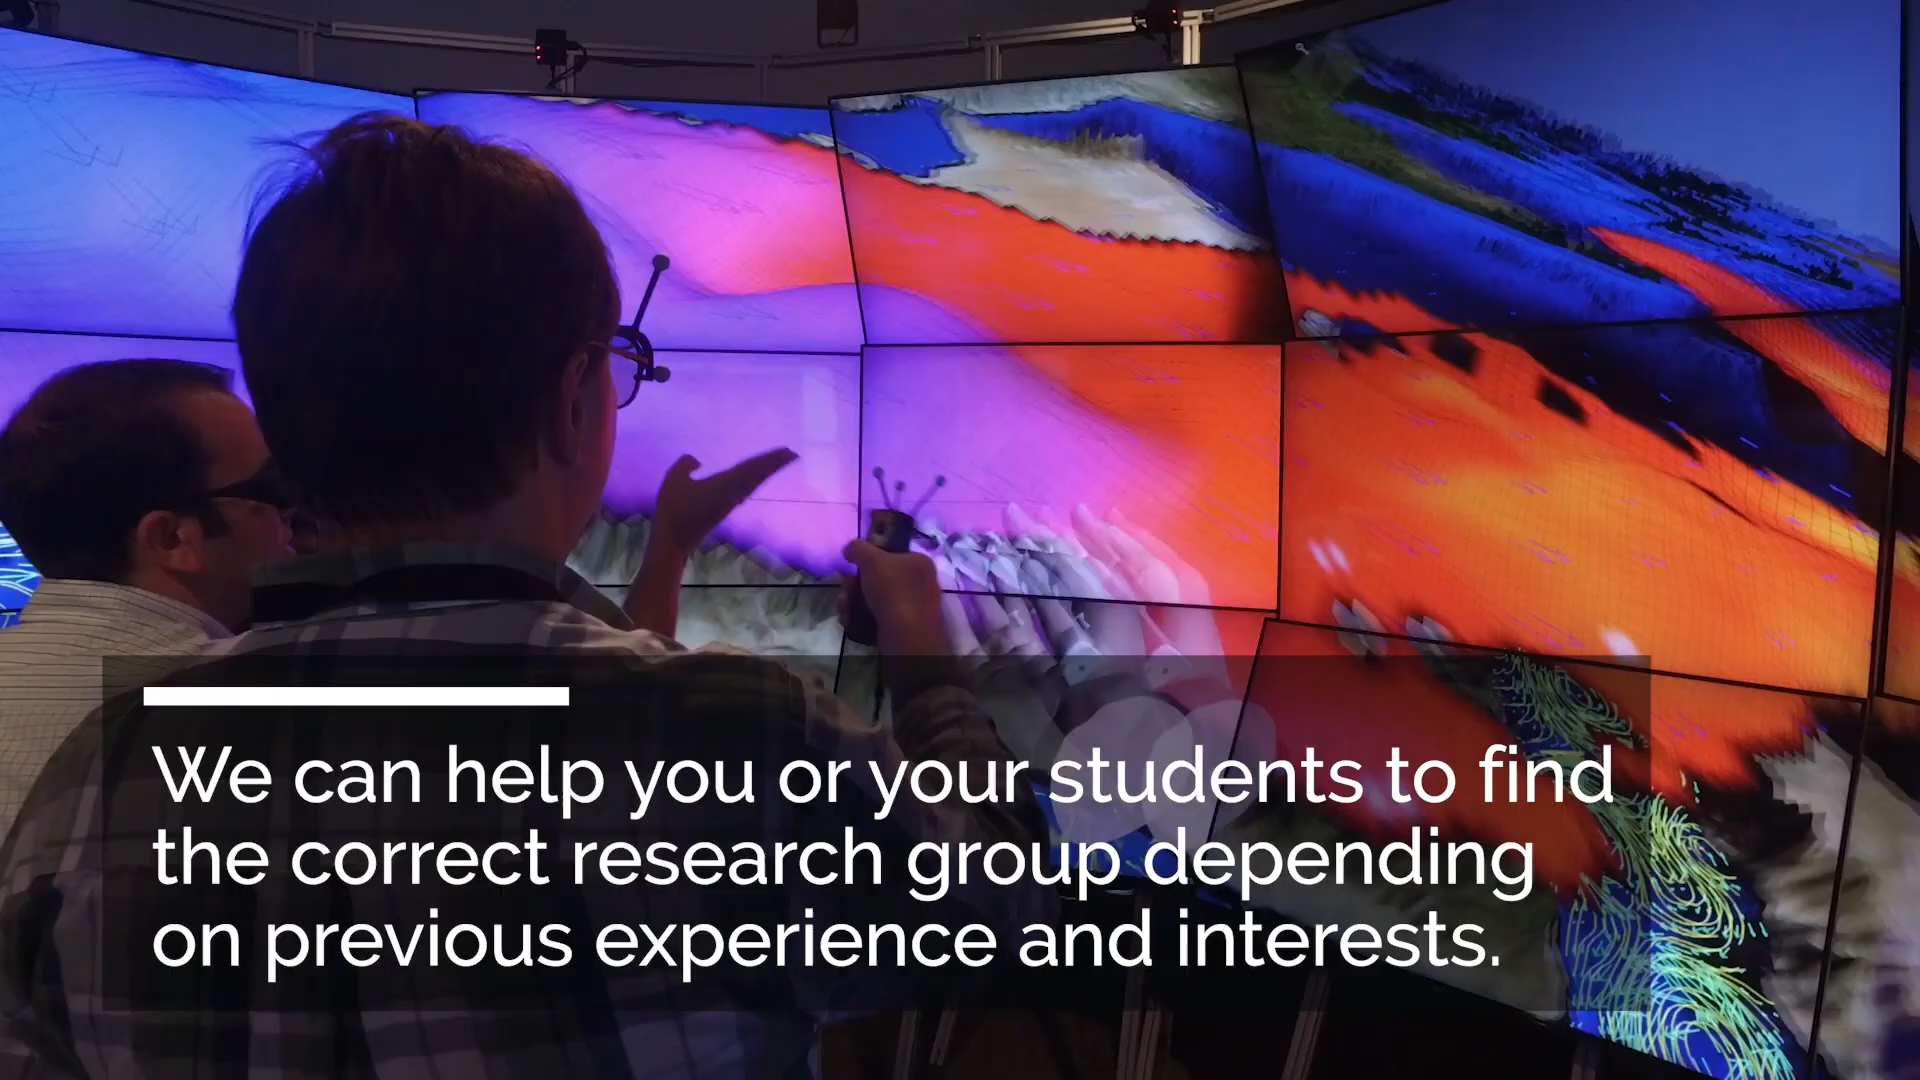 We can help you or your students to find
the correct research group depending
on previous experience and interests.